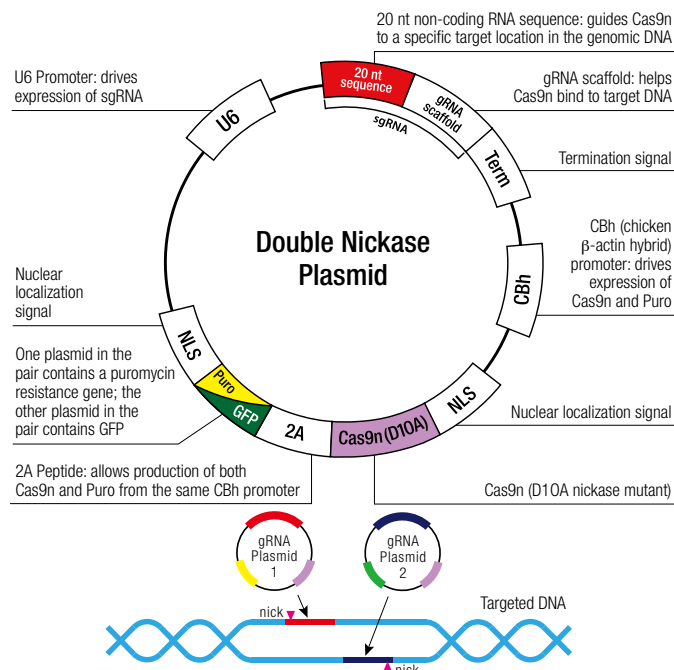 20 nt non-coding RNA sequence: guides Cas9n
to a specific target location in the genomic DNA
U6 Promoter: drives
expression of sgRNA
gRNA scaffold: helps
Cas9n bind to target DNA
20 nt
sequence
gRNA
scaffold
sgRNA
U6
Term
Termination signal
Double Nickase
Plasmid
CBh (chicken
β-actin hybrid)
promoter: drives
expression of
Cas9n and Puro
CBh
Nuclear
localization
signal
NLS
One plasmid in the
pair contains a puromycin
resistance gene; the
other plasmid in the
pair contains GFP
Puro
GFP
2A
Cas9n (D10A)
NLS
Nuclear localization signal
2A Peptide: allows production of both
Cas9n and Puro from the same CBh promoter
Cas9n (D10A nickase mutant)
gRNA
Plasmid
1
gRNA
Plasmid
2
nick
Targeted DNA
nick